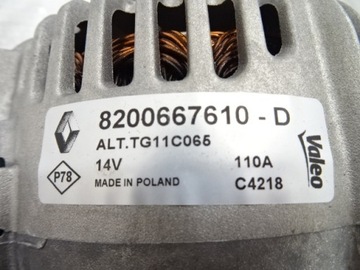 8200667610 - D
ALT.TG11C065
14V 110A
P78 MADE IN POLAND C4218
Valeo